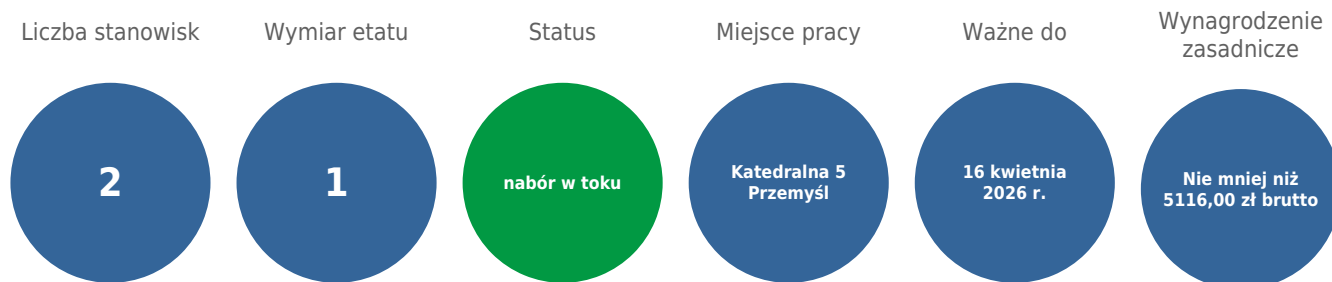 Liczba stanowisk
2
Wymiar etatu
1
Status
nabór w toku
Miejsce pracy
Katedralna 5
Przemyśl
Ważne do
16 kwietnia
2026 r.
Wynagrodzenie
zasadnicze
Nie mniej niż
5116,00 zł brutto